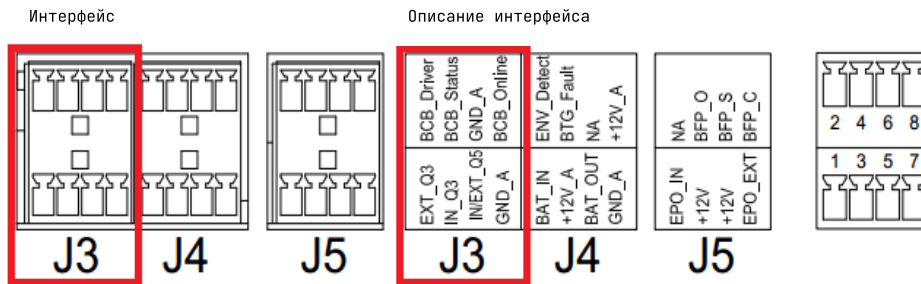 Интерфейс
Описание интерфейса
BCB_Driver
BCB_Status
GND_A
BCB_Online
ENV_Detect
BTG_Fault
NA
+12V_A
NA
BFP_O
BFP_S
BFP_C
2 4 6 8
1 3 5 7
EXT_Q3
IN_Q3
IN/EXT_Q5
GND_A
BAT_IN
+12V_A
BAT_OUT
GND_A
EPO_IN
+12V
+12V
EPO_EXT
J3 J4 J5 J3 J4 J5